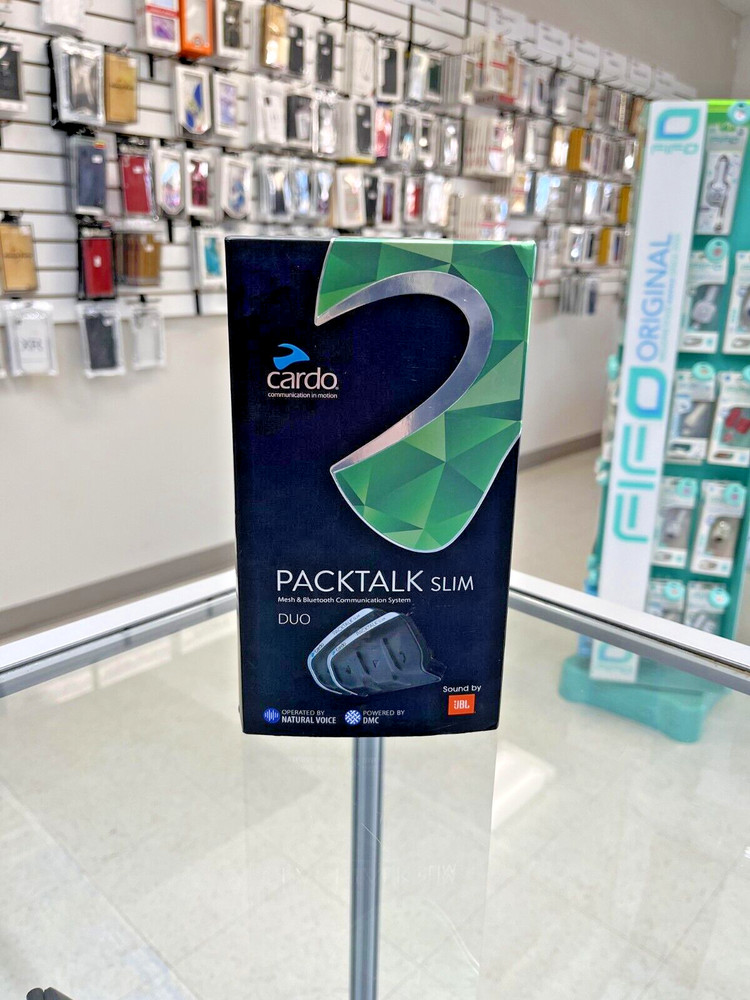 cardo
communication in motion
PACKTALK SLIM
Mesh & Bluetooth Communication System
DUO
Sound by
JBL
OPERATED BY
NATURAL VOICE
POWERED BY
DMC
FIFO
FIFO ORIGINAL